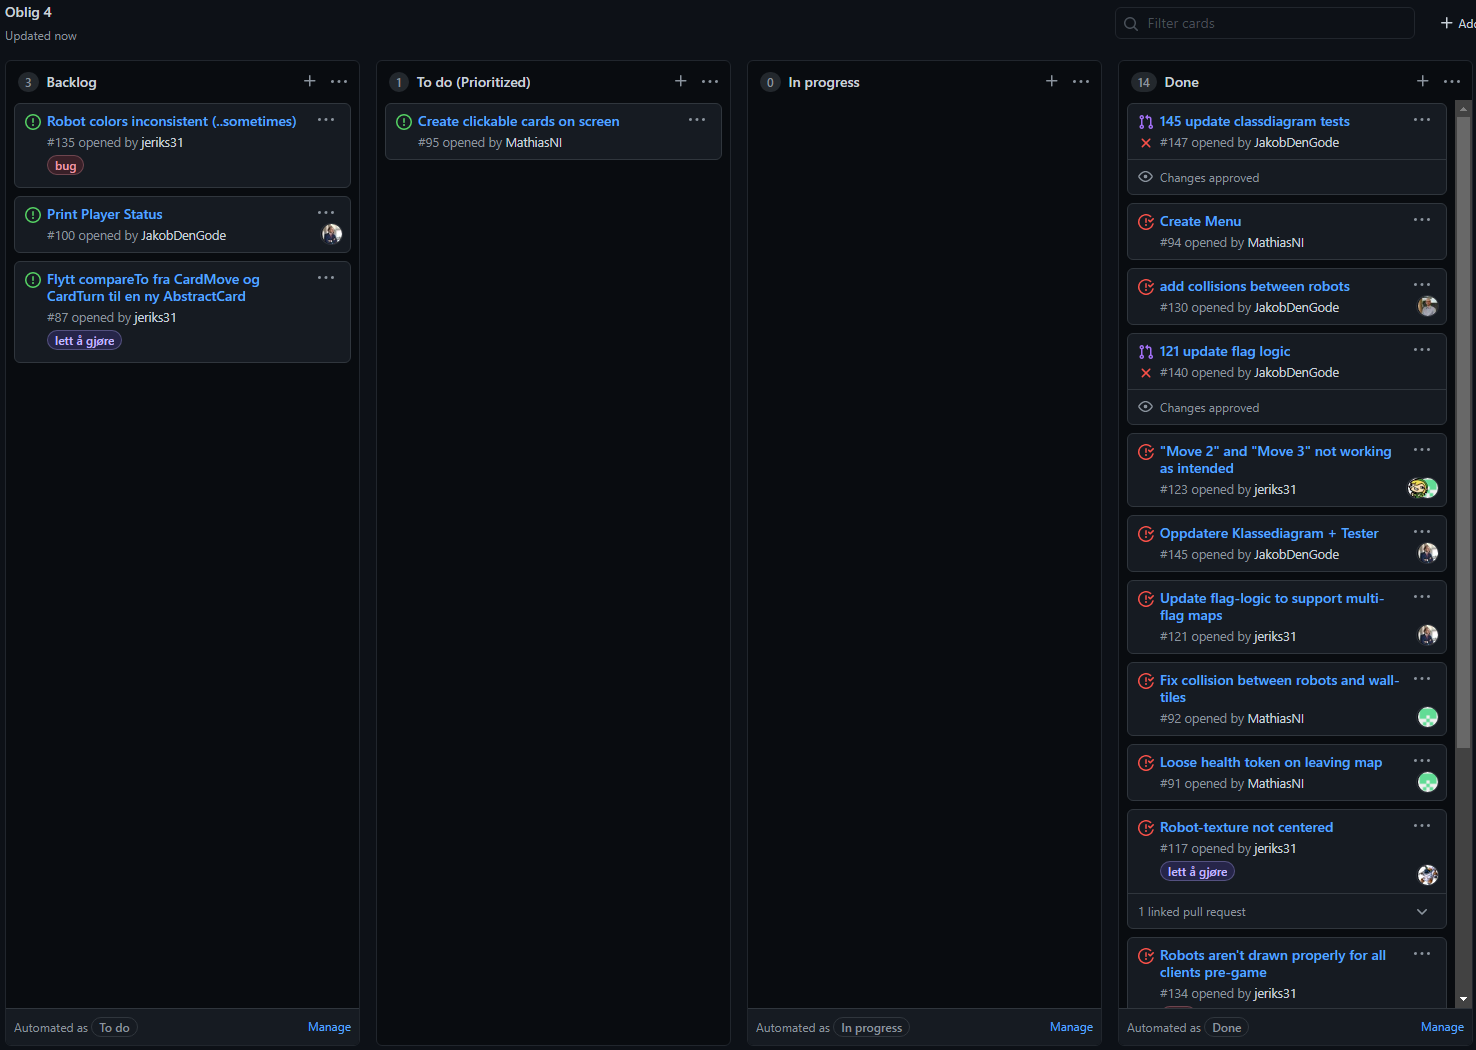 Oblig 4
Updated now
Filter cards
3 Backlog
Robot colors inconsistent (..sometimes)
#135 opened by jeriks31
bug
Print Player Status
#100 opened by JakobDenGode
Flytt compareTo fra CardMove og
CardTurn til en ny AbstractCard
#87 opened by jeriks31
lett å gjøre
Automated as To do
Manage
1 To do (Prioritized)
Create clickable cards on screen
#95 opened by MathiasNI
0 In progress
Automated as In progress
Manage
14 Done
145 update classdiagram tests
#147 opened by JakobDenGode
Changes approved
Create Menu
#94 opened by MathiasNI
add collisions between robots
#130 opened by JakobDenGode
121 update flag logic
#140 opened by JakobDenGode
Changes approved
"Move 2" and "Move 3" not working
as intended
#123 opened by jeriks31
Oppdatere Klassediagram + Tester
#145 opened by JakobDenGode
Update flag-logic to support multi-
flag maps
#121 opened by jeriks31
Fix collision between robots and wall-
tiles
#92 opened by MathiasNI
Loose health token on leaving map
#91 opened by MathiasNI
Robot-texture not centered
#117 opened by jeriks31
lett å gjøre
1 linked pull request
Robots aren't drawn properly for all
clients pre-game
#134 opened by jeriks31
Automated as Done
Manage